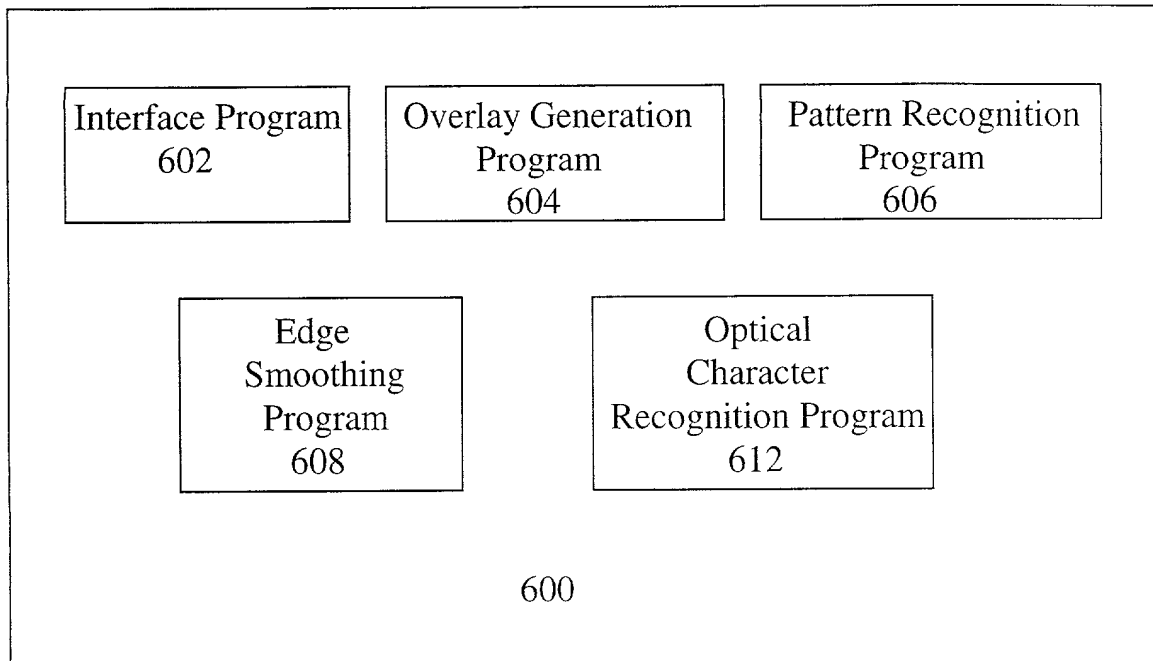 Interface Program
602
Overlay Generation
Program
604
Pattern Recognition
Program
606
Edge
Smoothing
Program
608
Optical
Character
Recognition Program
612
600